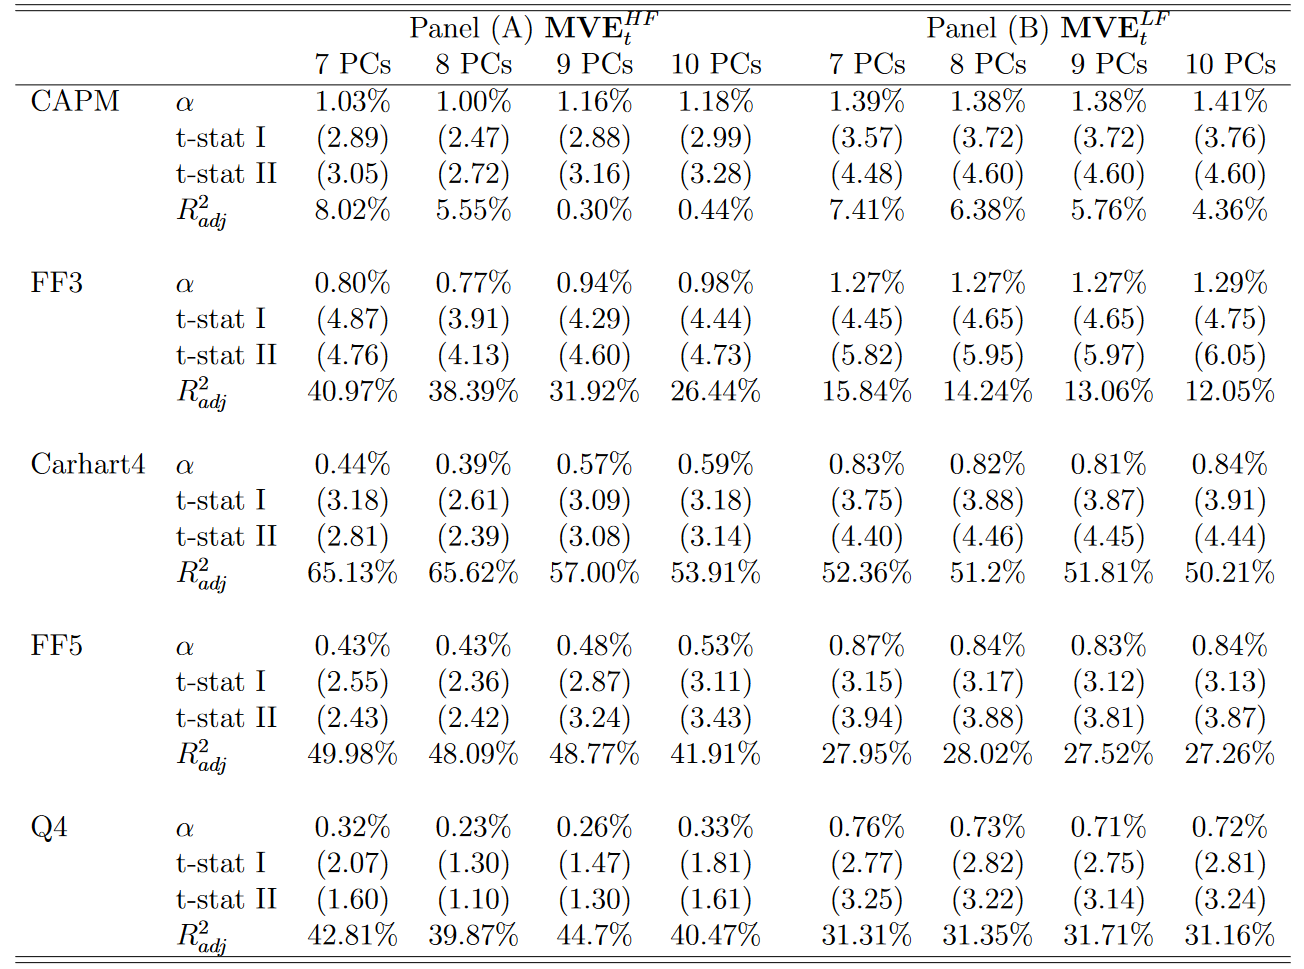 Panel (A) MVE_t^{HF} Panel (B) MVE_t^{LF}
7 PCs 8 PCs 9 PCs 10 PCs 7 PCs 8 PCs 9 PCs 10 PCs
CAPM α 1.03% 1.00% 1.16% 1.18% 1.39% 1.38% 1.38% 1.41%
t-stat I (2.89) (2.47) (2.88) (2.99) (3.57) (3.72) (3.72) (3.76)
t-stat II (3.05) (2.72) (3.16) (3.28) (4.48) (4.60) (4.60) (4.60)
R^2_{adj} 8.02% 5.55% 0.30% 0.44% 7.41% 6.38% 5.76% 4.36%
FF3 α 0.80% 0.77% 0.94% 0.98% 1.27% 1.27% 1.27% 1.29%
t-stat I (4.87) (3.91) (4.29) (4.44) (4.45) (4.65) (4.65) (4.75)
t-stat II (4.76) (4.13) (4.60) (4.73) (5.82) (5.95) (5.97) (6.05)
R^2_{adj} 40.97% 38.39% 31.92% 26.44% 15.84% 14.24% 13.06% 12.05%
Carhart4 α 0.44% 0.39% 0.57% 0.59% 0.83% 0.82% 0.81% 0.84%
t-stat I (3.18) (2.61) (3.09) (3.18) (3.75) (3.88) (3.87) (3.91)
t-stat II (2.81) (2.39) (3.08) (3.14) (4.40) (4.46) (4.45) (4.44)
R^2_{adj} 65.13% 65.62% 57.00% 53.91% 52.36% 51.2% 51.81% 50.21%
FF5 α 0.43% 0.43% 0.48% 0.53% 0.87% 0.84% 0.83% 0.84%
t-stat I (2.55) (2.36) (2.87) (3.11) (3.15) (3.17) (3.12) (3.13)
t-stat II (2.43) (2.42) (3.24) (3.43) (3.94) (3.88) (3.81) (3.87)
R^2_{adj} 49.98% 48.09% 48.77% 41.91% 27.95% 28.02% 27.52% 27.26%
Q4 α 0.32% 0.23% 0.26% 0.33% 0.76% 0.73% 0.71% 0.72%
t-stat I (2.07) (1.30) (1.47) (1.81) (2.77) (2.82) (2.75) (2.81)
t-stat II (1.60) (1.10) (1.30) (1.61) (3.25) (3.22) (3.14) (3.24)
R^2_{adj} 42.81% 39.87% 44.7% 40.47% 31.31% 31.35% 31.71% 31.16%